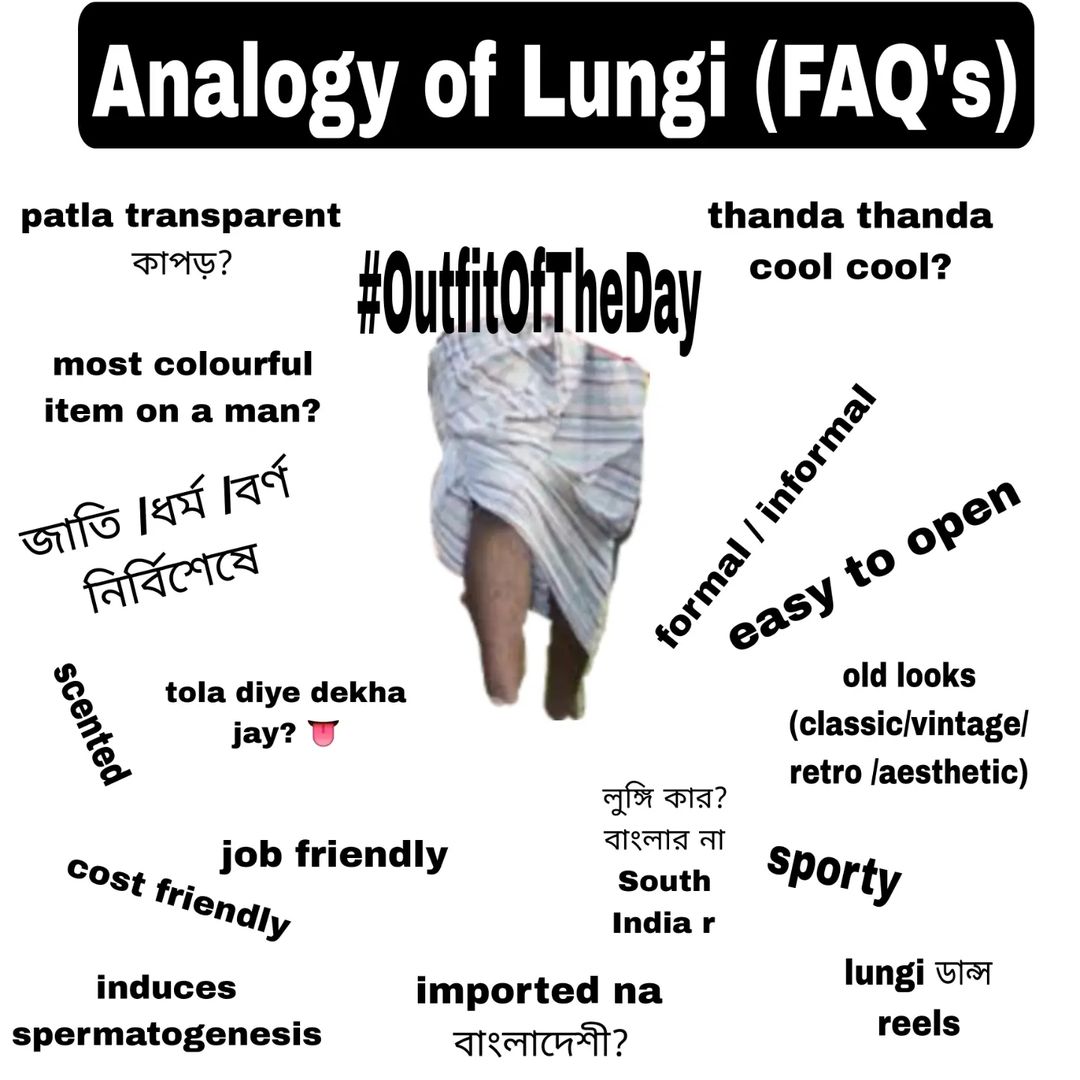 Analogy of Lungi (FAQ's)
patla transparent
কাপড়?
thanda thanda
cool cool?
#OutfitOfTheDay
most colourful
item on a man?
formal / informal
easy to open
জাতি /ধর্ম /বর্ণ
নির্বিশেষে
scented
tola diye dekha
jay? 👅
old looks
(classic/vintage/
retro /aesthetic)
লুঙ্গি কার?
বাংলার না
South
India r
job friendly
cost friendly
sporty
induces
spermatogenesis
imported na
বাংলাদেশী?
lungi ডান্স
reels